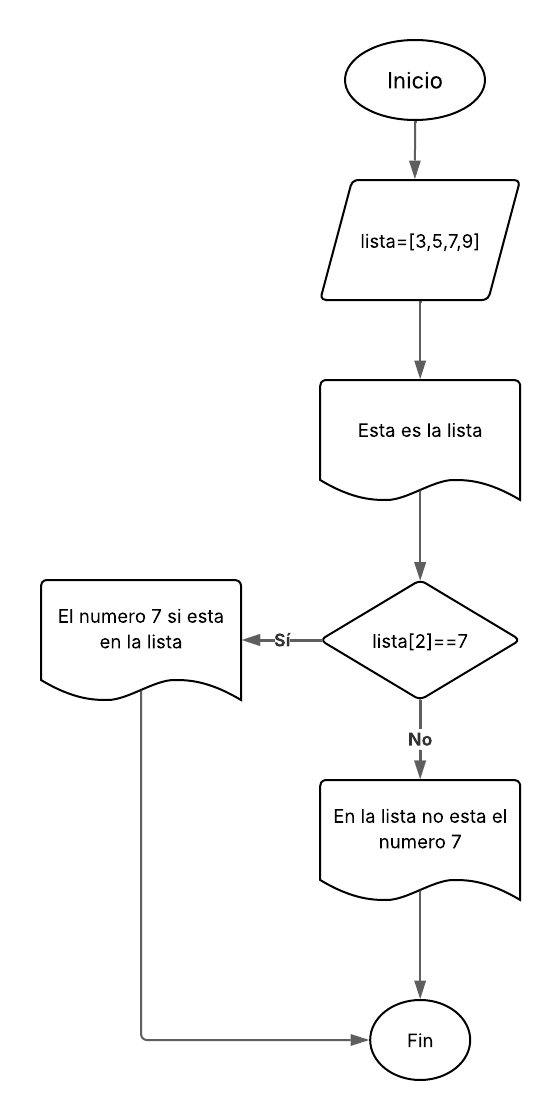 Inicio
lista=[3,5,7,9]
Esta es la lista
lista[2]==7
Sí
El numero 7 si esta
en la lista
No
En la lista no esta el
numero 7
Fin